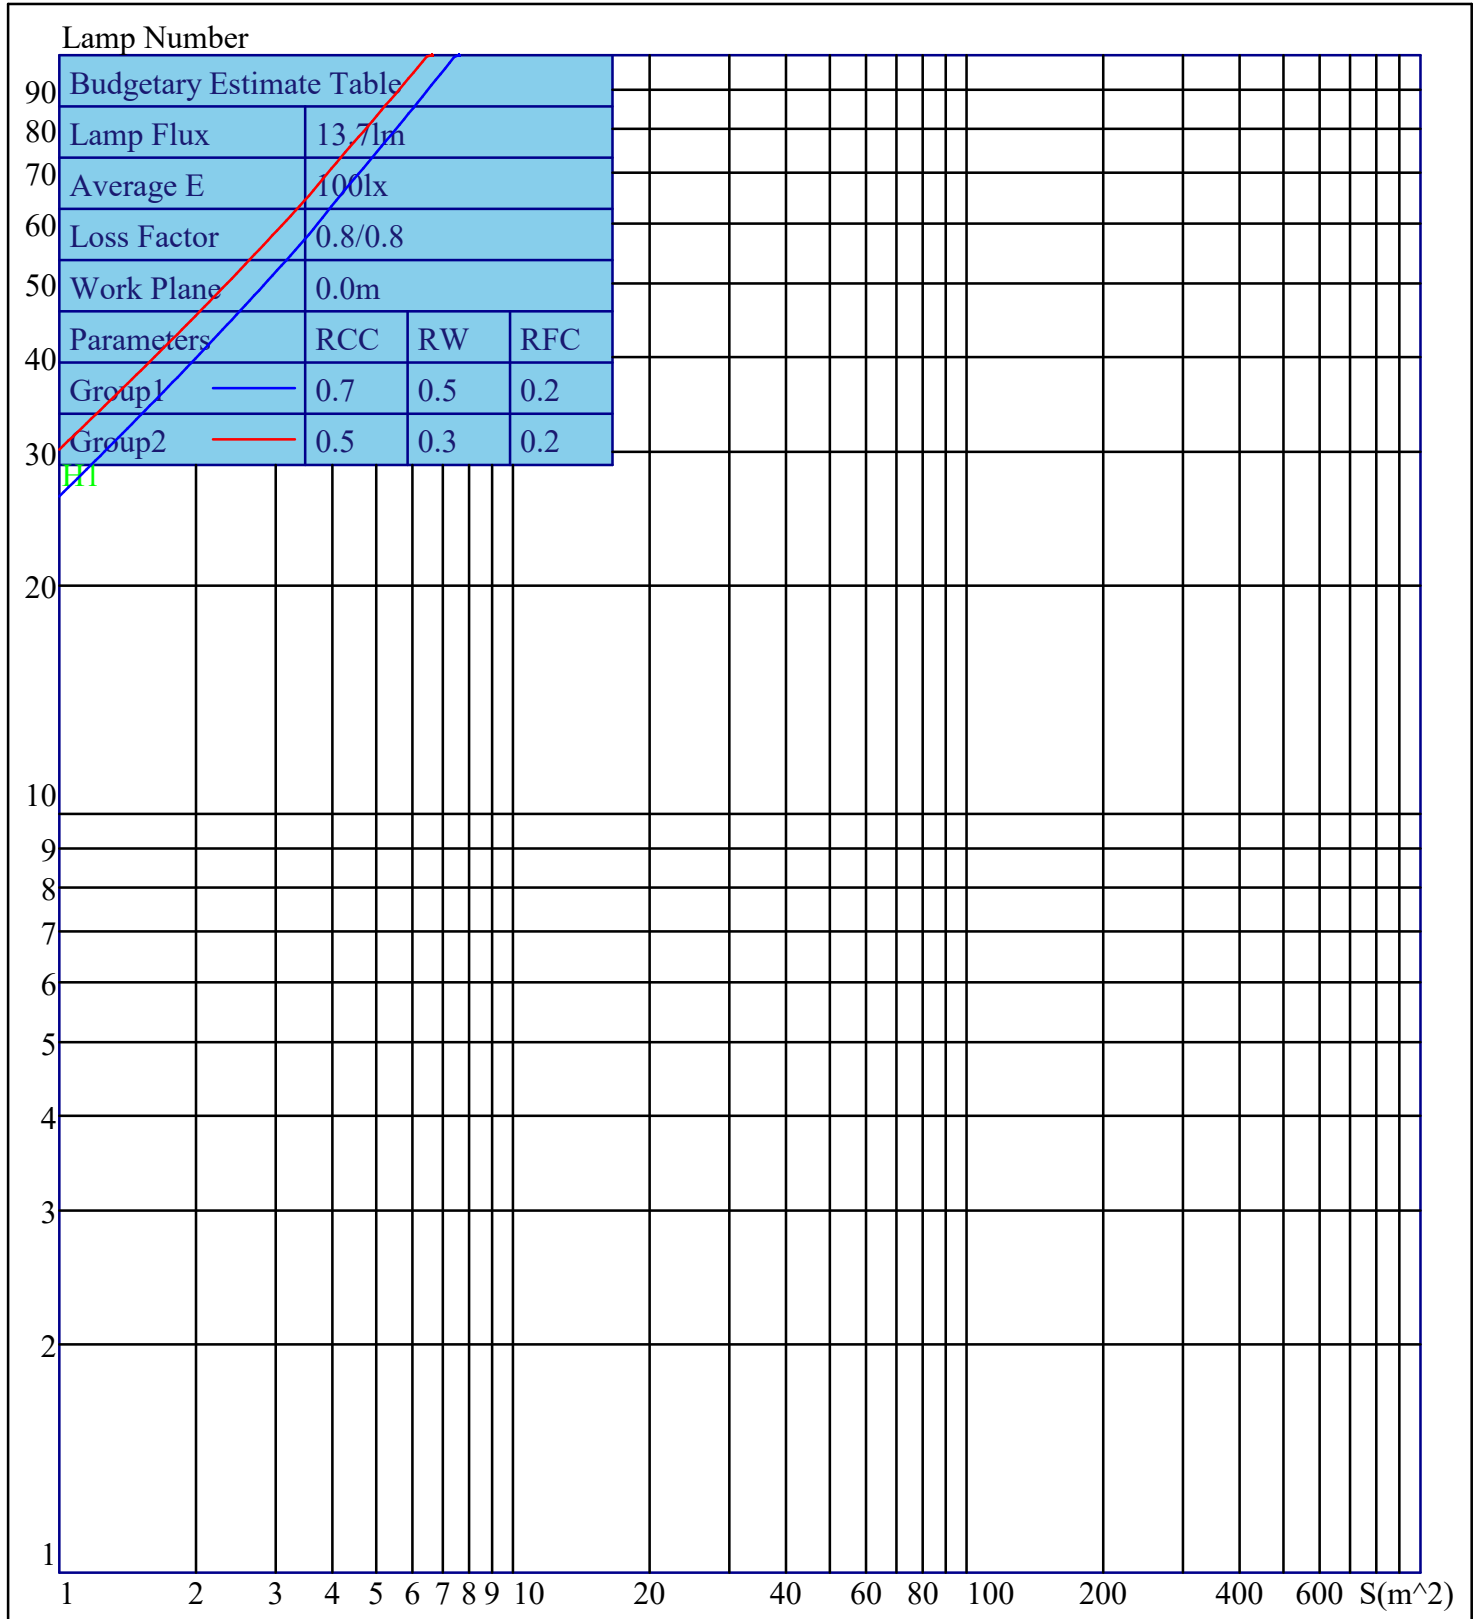 Lamp Number
Budgetary Estimate Table
Lamp Flux 13.7lm
Average E 100lx
Loss Factor 0.8/0.8
Work Plane 0.0m
Parameters RCC RW RFC
Group1 0.7 0.5 0.2
Group2 0.5 0.3 0.2
H1
90
80
70
60
50
40
30
20
10
9
8
7
6
5
4
3
2
1
1 2 3 4 5 6 7 8 9 10 20 40 60 80 100 200 400 600 S(m^2)